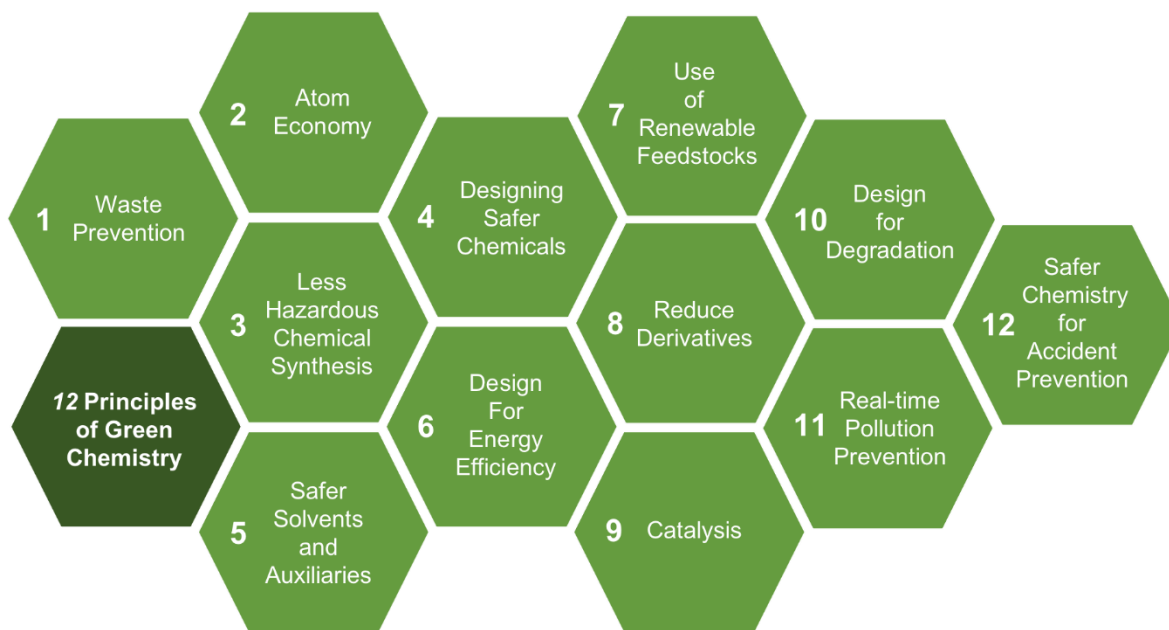 1
Waste
Prevention
2
Atom
Economy
3
Less
Hazardous
Chemical
Synthesis
4
Designing
Safer
Chemicals
5
Safer
Solvents
and
Auxiliaries
6
Design
For
Energy
Efficiency
7
Use
of
Renewable
Feedstocks
8
Reduce
Derivatives
9
Catalysis
10
Design
for
Degradation
11
Real-time
Pollution
Prevention
12
Safer
Chemistry
for
Accident
Prevention
12 Principles
of Green
Chemistry